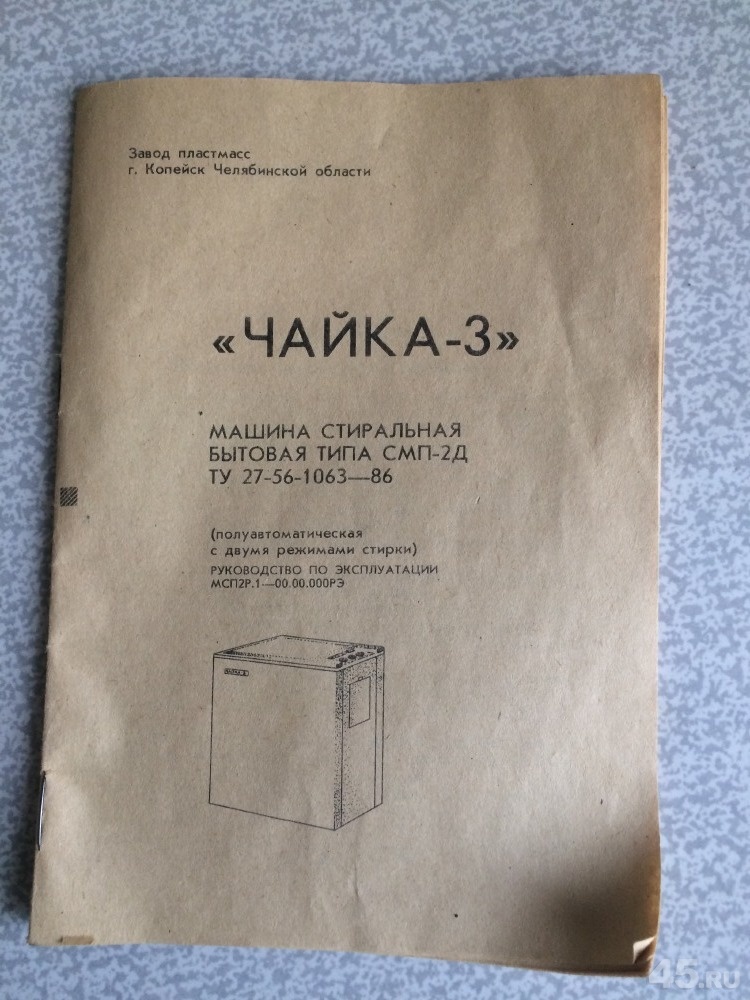 Завод пластмасс
г. Копейск Челябинской области
«ЧАЙКА-3»
МАШИНА СТИРАЛЬНАЯ
БЫТОВАЯ ТИПА СМП-2Д
ТУ 27-56-1063—86
(полуавтоматическая
с двумя режимами стирки)
РУКОВОДСТВО ПО ЭКСПЛУАТАЦИИ
МСП2Р.1—00.00.000РЭ
45.RU